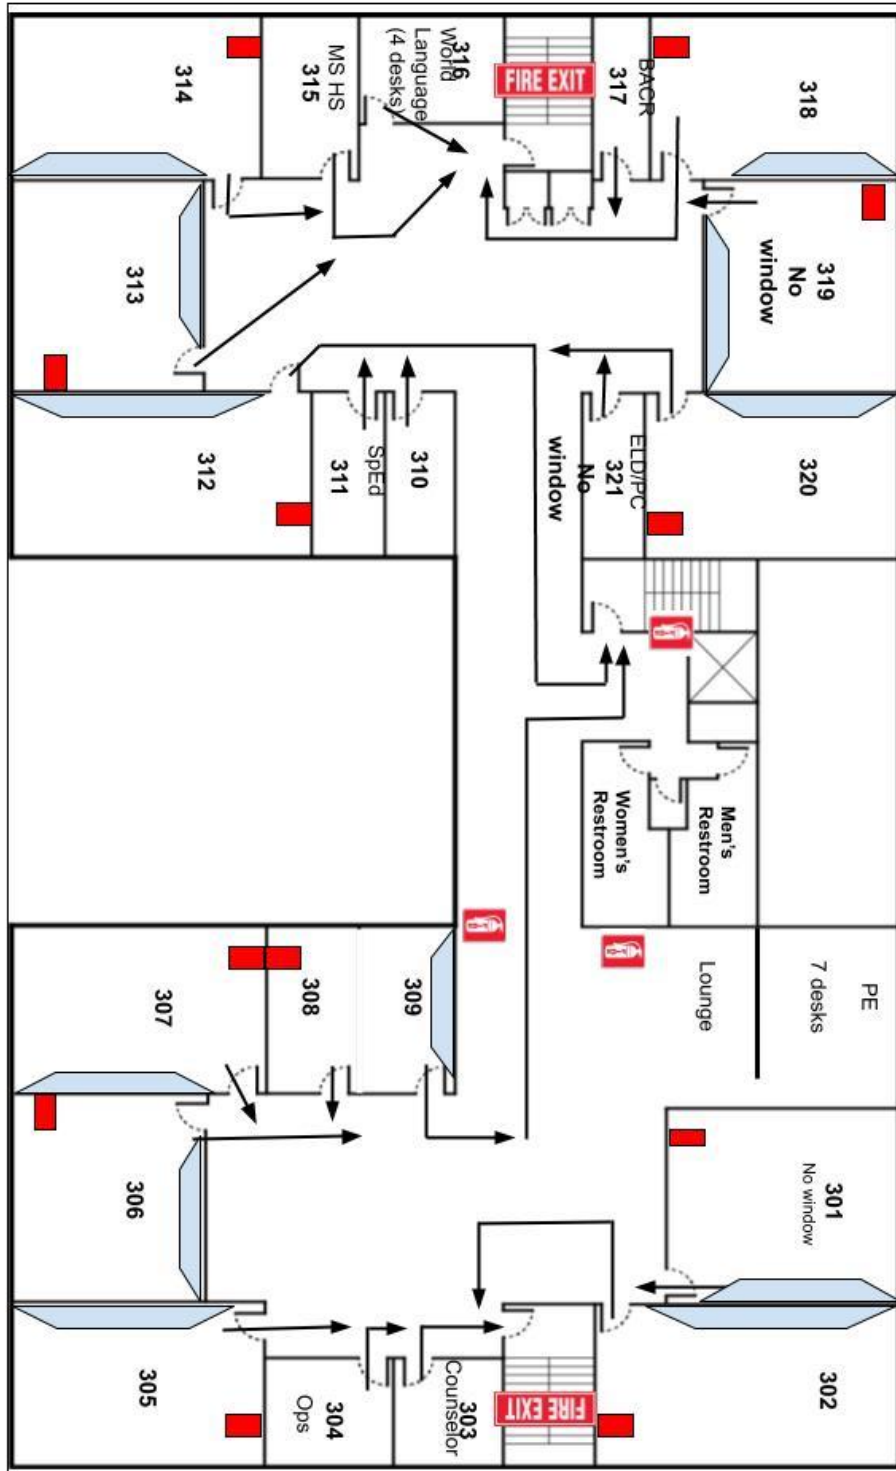 314
315
MS HS
316
World
Language
(4 desks)
FIRE EXIT
317
BACR
318
319
No
window
313
312
311
SpEd
310
ELD/PC
321
No
window
320
Women's
Restroom
Men's
Restroom
307
308
309
Lounge
PE
7 desks
306
301
No window
305
304
Ops
303
Counselor
FIRE EXIT
302